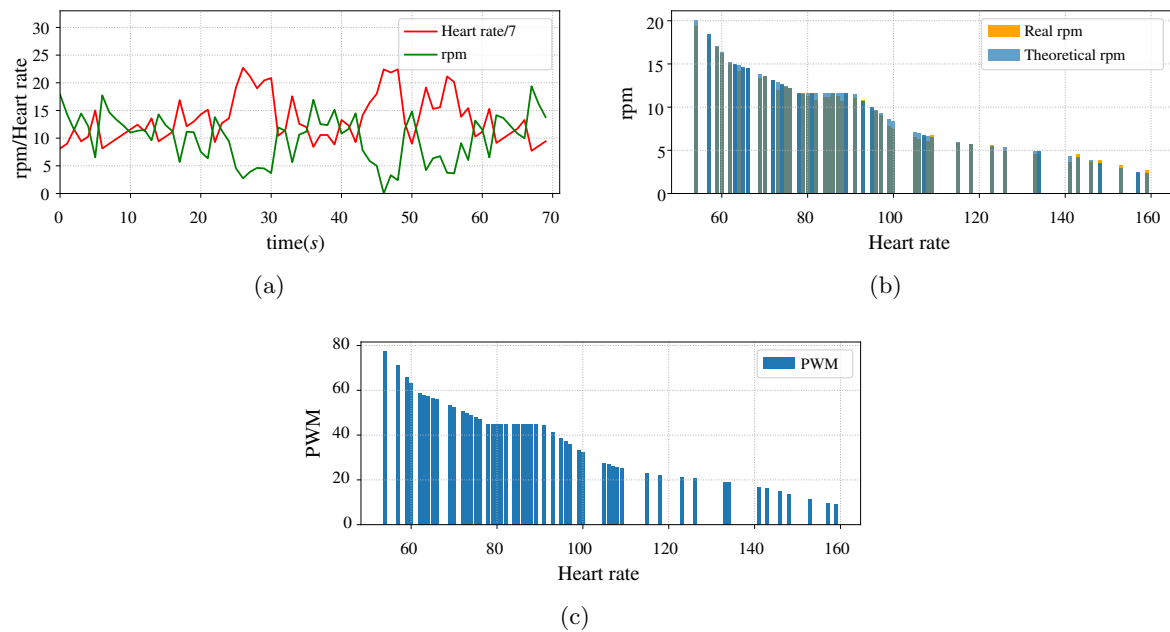 30
25
20
15
10
5
0
rpm/Heart rate
Heart rate/7
rpm
0 10 20 30 40 50 60 70
time(s)
(a)
20
15
10
5
0
rpm
Real rpm
Theoretical rpm
60 80 100 120 140 160
Heart rate
(b)
80
60
40
20
0
PWM
PWM
60 80 100 120 140 160
Heart rate
(c)